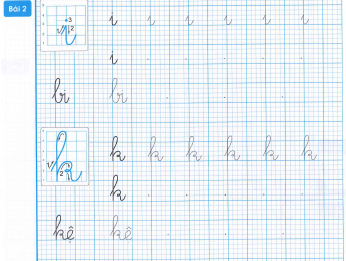 Bài 2
i i i i i i
i
bi bi
k k k k k k
k
kê kê